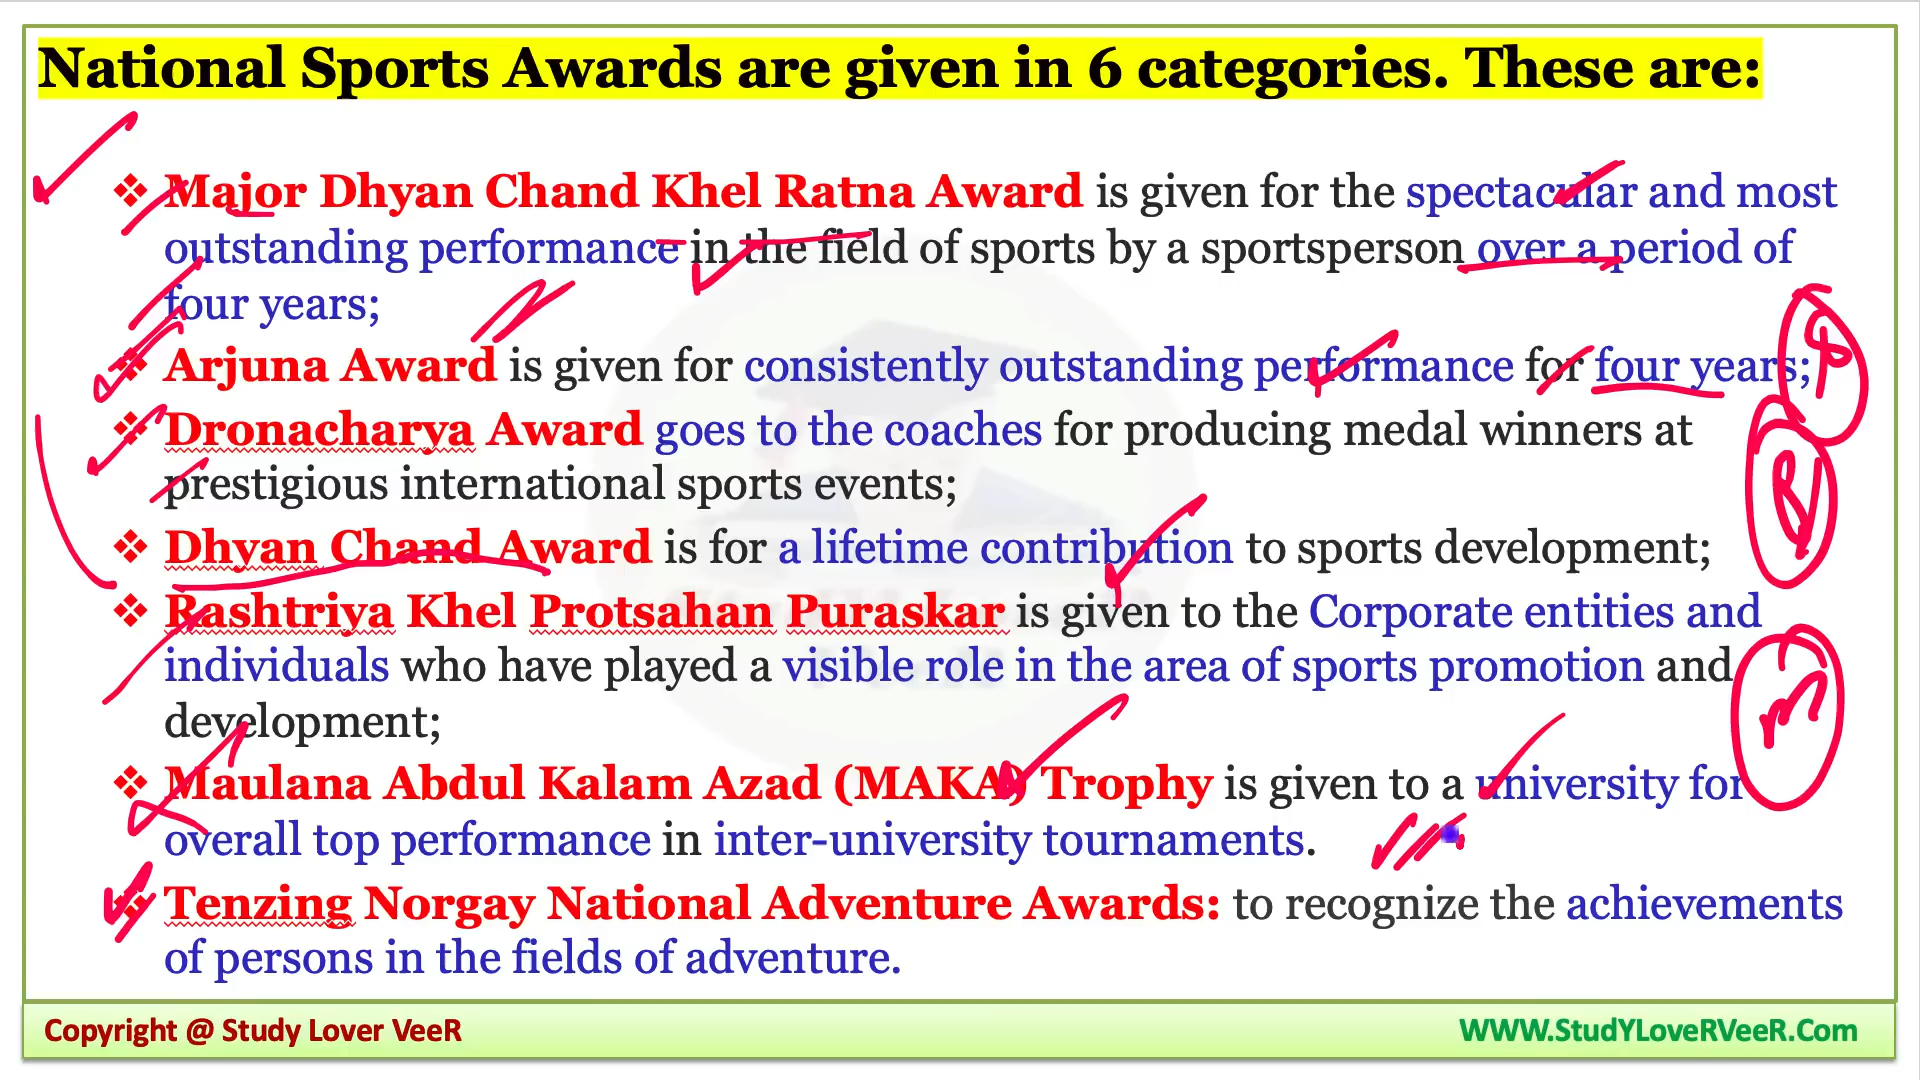 National Sports Awards are given in 6 categories. These are:
❖ Major Dhyan Chand Khel Ratna Award is given for the spectacular and most
outstanding performance in the field of sports by a sportsperson over a period of
four years;
❖ Arjuna Award is given for consistently outstanding performance for four years;
❖ Dronacharya Award goes to the coaches for producing medal winners at
prestigious international sports events;
❖ Dhyan Chand Award is for a lifetime contribution to sports development;
❖ Rashtriya Khel Protsahan Puraskar is given to the Corporate entities and
individuals who have played a visible role in the area of sports promotion and
development;
❖ Maulana Abdul Kalam Azad (MAKA) Trophy is given to a university for
overall top performance in inter-university tournaments.
❖ Tenzing Norgay National Adventure Awards: to recognize the achievements
of persons in the fields of adventure.
Copyright @ Study Lover VeeR
WWW.StudYLoveRVeeR.Com